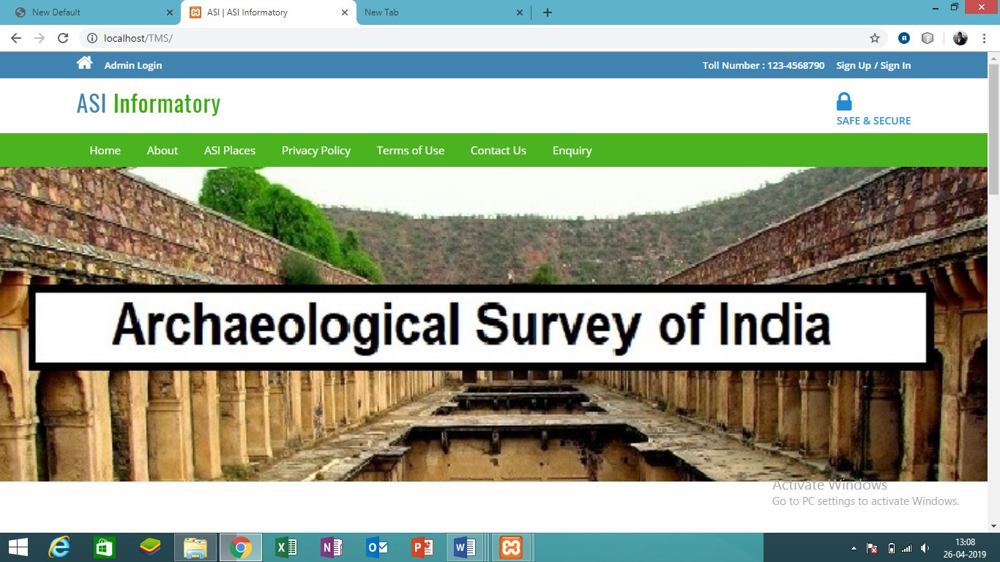 New Default
ASI | ASI Informatory
New Tab
localhost/TMS/
Admin Login
Toll Number : 123-4568790
Sign Up / Sign In
ASI Informatory
SAFE & SECURE
Home
About
ASI Places
Privacy Policy
Terms of Use
Contact Us
Enquiry
Archaeological Survey of India
Activate Windows
Go to PC settings to activate Windows.
13:08
26-04-2019